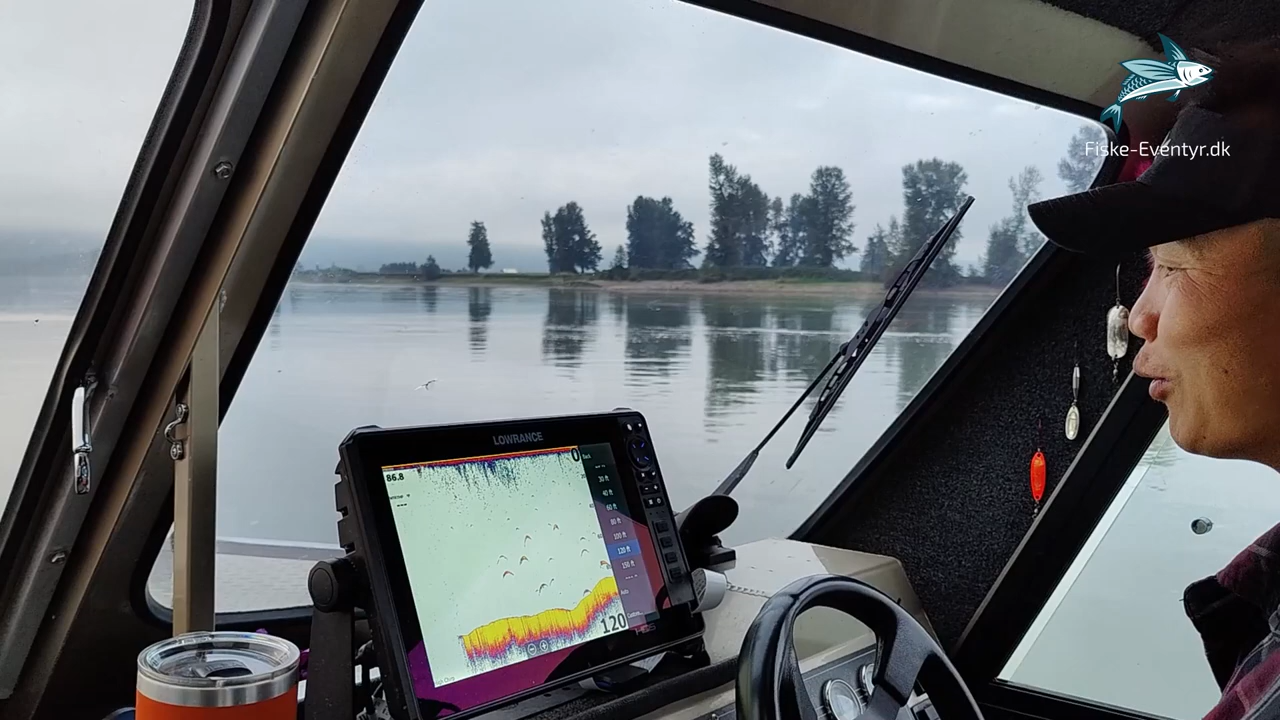 Fiske-Eventyr.dk
LOWRANCE
86.8
0
30 ft
40 ft
60 ft
80 ft
100 ft
120 ft
150 ft
Auto
120